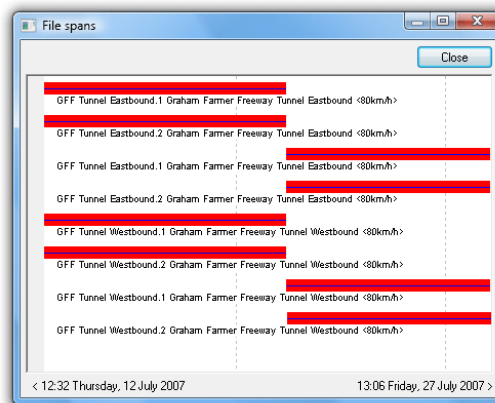 File spans
Close
GFF Tunnel Eastbound.1 Graham Farmer Freeway Tunnel Eastbound <80km/h>
GFF Tunnel Eastbound.2 Graham Farmer Freeway Tunnel Eastbound <80km/h>
GFF Tunnel Eastbound.1 Graham Farmer Freeway Tunnel Eastbound <80km/h>
GFF Tunnel Eastbound.2 Graham Farmer Freeway Tunnel Eastbound <80km/h>
GFF Tunnel Westbound.1 Graham Farmer Freeway Tunnel Westbound <80km/h>
GFF Tunnel Westbound.2 Graham Farmer Freeway Tunnel Westbound <80km/h>
GFF Tunnel Westbound.1 Graham Farmer Freeway Tunnel Westbound <80km/h>
GFF Tunnel Westbound.2 Graham Farmer Freeway Tunnel Westbound <80km/h>
< 12:32 Thursday, 12 July 2007 13:06 Friday, 27 July 2007 >